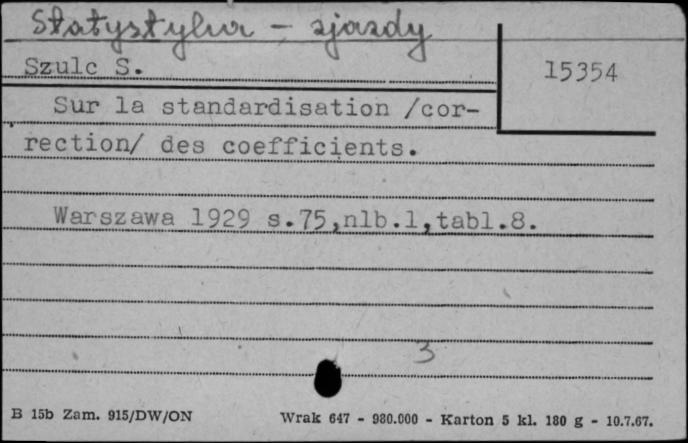 Statystyka - zjazdy
Szulc S.
15354
Sur la standardisation /cor-
rection/ des coefficients.
Warszawa 1929 s.75,nlb.1,tabl.8.
3
B 15b Zam. 915/DW/ON
Wrak 647 - 980.000 - Karton 5 kl. 180 g - 10.7.67.